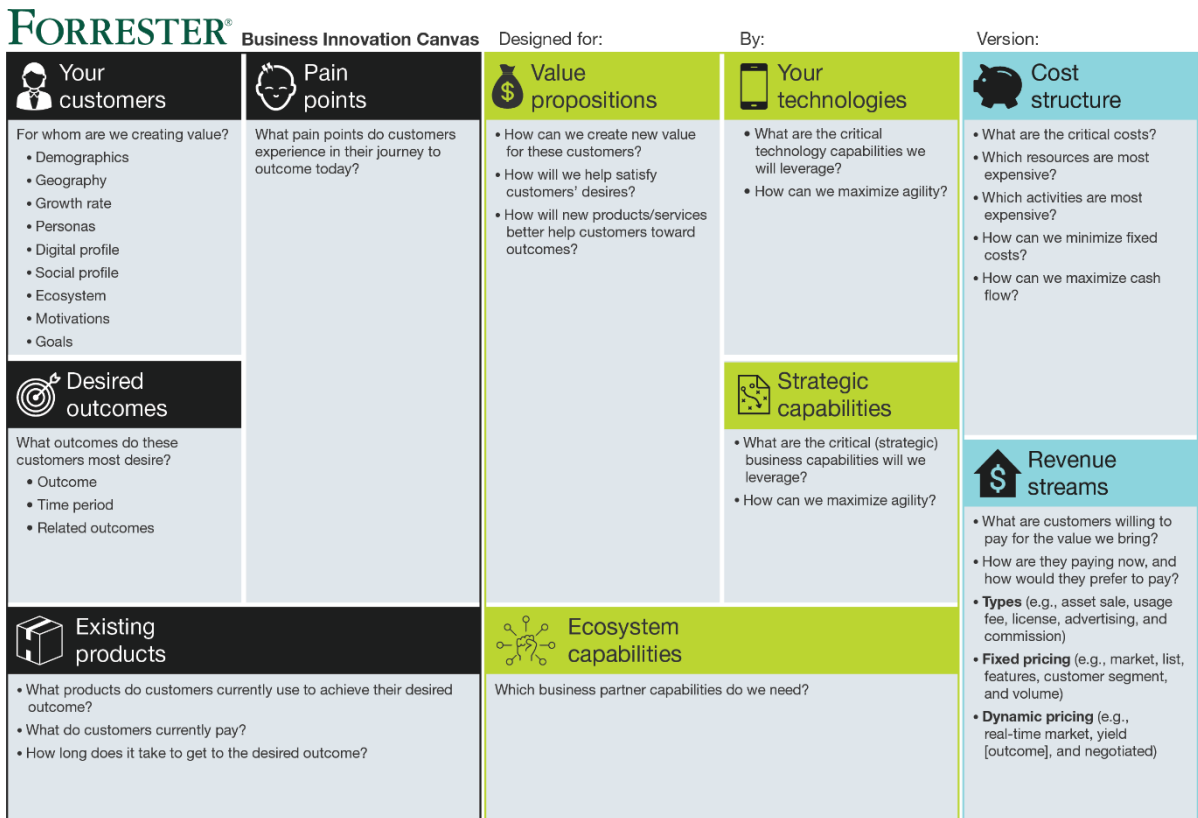 FORRESTER® Business Innovation Canvas Designed for: By: Version:
Your
customers
For whom are we creating value?
• Demographics
• Geography
• Growth rate
• Personas
• Digital profile
• Social profile
• Ecosystem
• Motivations
• Goals
Desired
outcomes
What outcomes do these
customers most desire?
• Outcome
• Time period
• Related outcomes
Pain
points
What pain points do customers
experience in their journey to
outcome today?
Existing
products
• What products do customers currently use to achieve their desired
outcome?
• What do customers currently pay?
• How long does it take to get to the desired outcome?
$
Value
propositions
• How can we create new value
for these customers?
• How will we help satisfy
customers’ desires?
• How will new products/services
better help customers toward
outcomes?
Your
technologies
• What are the critical
technology capabilities we
will leverage?
• How can we maximize agility?
Strategic
capabilities
• What are the critical (strategic)
business capabilities will we
leverage?
• How can we maximize agility?
Ecosystem
capabilities
Which business partner capabilities do we need?
Cost
structure
• What are the critical costs?
• Which resources are most
expensive?
• Which activities are most
expensive?
• How can we minimize fixed
costs?
• How can we maximize cash
flow?
$
Revenue
streams
• What are customers willing to
pay for the value we bring?
• How are they paying now, and
how would they prefer to pay?
• Types (e.g., asset sale, usage
fee, license, advertising, and
commission)
• Fixed pricing (e.g., market, list,
features, customer segment,
and volume)
• Dynamic pricing (e.g.,
real-time market, yield
[outcome], and negotiated)